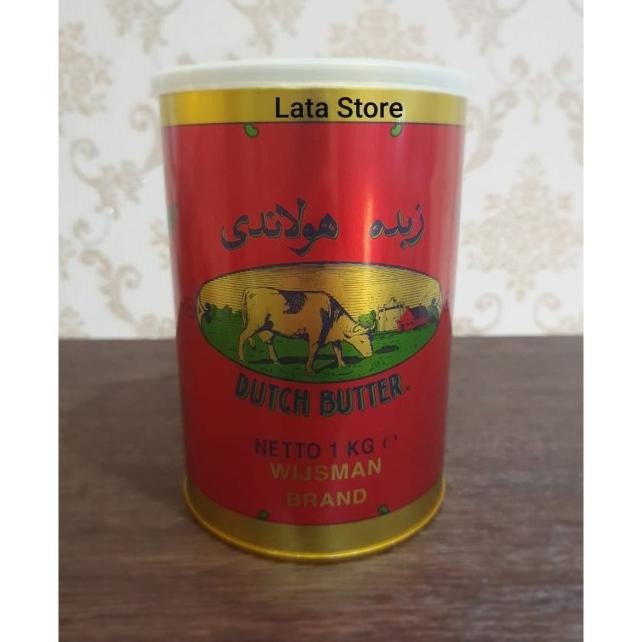 Lata Store
زبده هولاندی
DUTCH BUTTER.
NETTO 1 KG e
WIJSMAN
BRAND